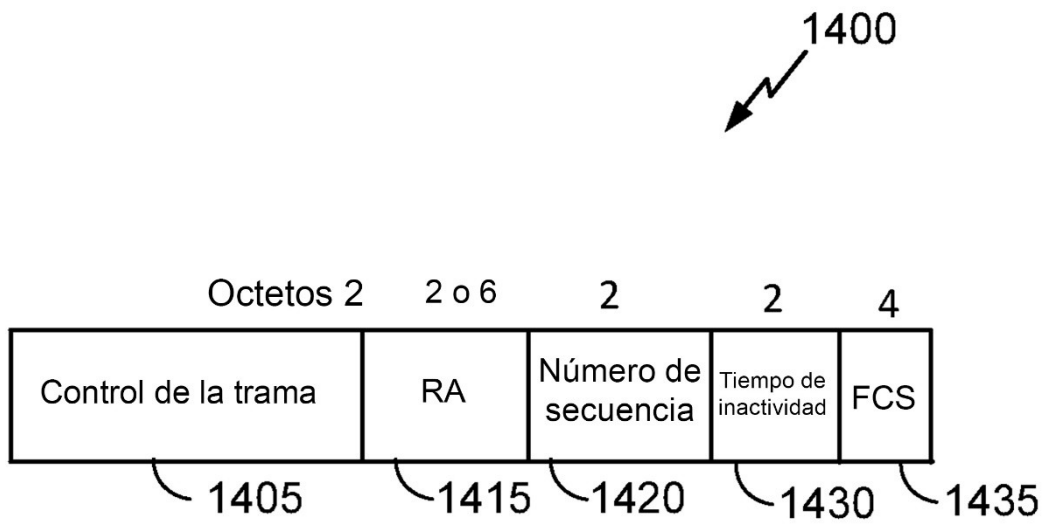 1400
Octetos 2 2 o 6 2 2 4
Control de la trama RA Número de secuencia Tiempo de inactividad FCS
1405 1415 1420 1430 1435